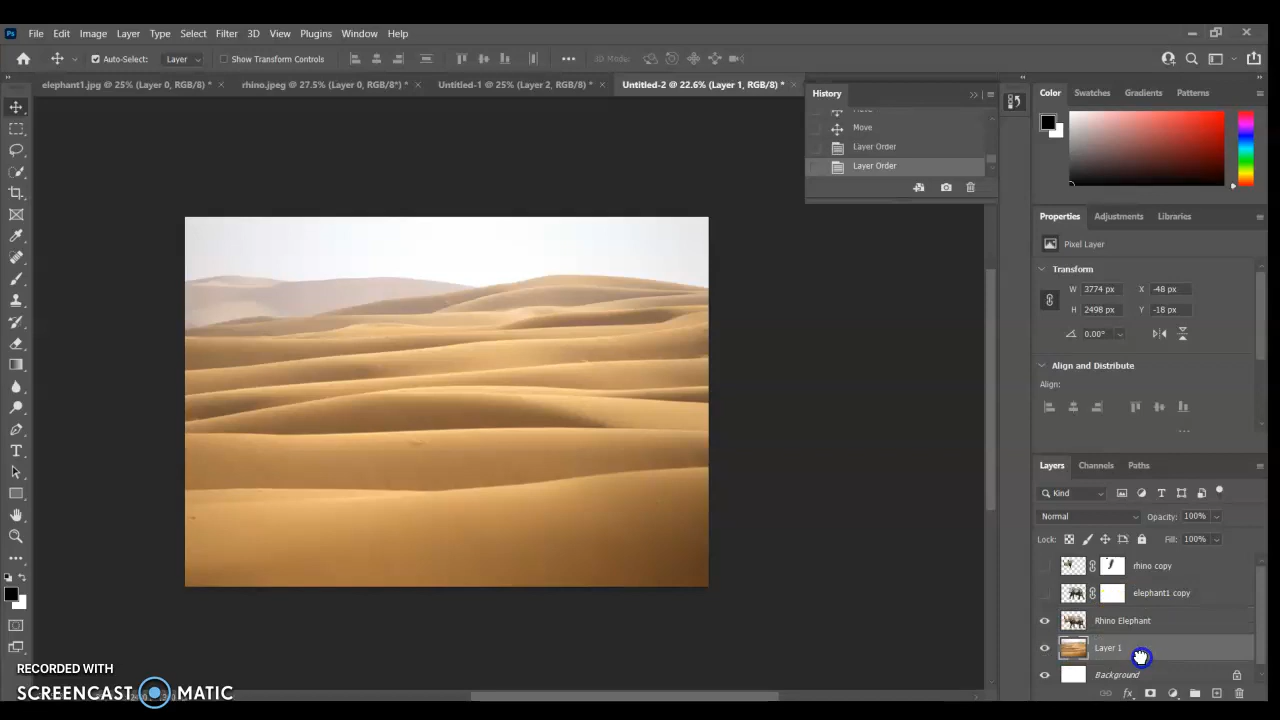 File Edit Image Layer Type Select Filter 3D View Plugins Window Help
Auto-Select: Layer Show Transform Controls ••• 3D Mode:
elephant1.jpg @ 25% (Layer 0, RGB/8) * × rhino.jpeg @ 27.5% (Layer 0, RGB/8*) * × Untitled-1 @ 25% (Layer 2, RGB/8) * × Untitled-2 @ 22.6% (Layer 1, RGB/8) * ×
History
Move
Layer Order
Layer Order
Color Swatches Gradients Patterns
Properties Adjustments Libraries
Pixel Layer
Transform
W 3774 px X -48 px
H 2498 px Y -18 px
0.00°
Align and Distribute
Align:
•••
Layers Channels Paths
Kind
Normal Opacity: 100%
Lock: Fill: 100%
rhino copy
elephant1 copy
Rhino Elephant
Layer 1
Background
RECORDED WITH
SCREENCAST MATIC